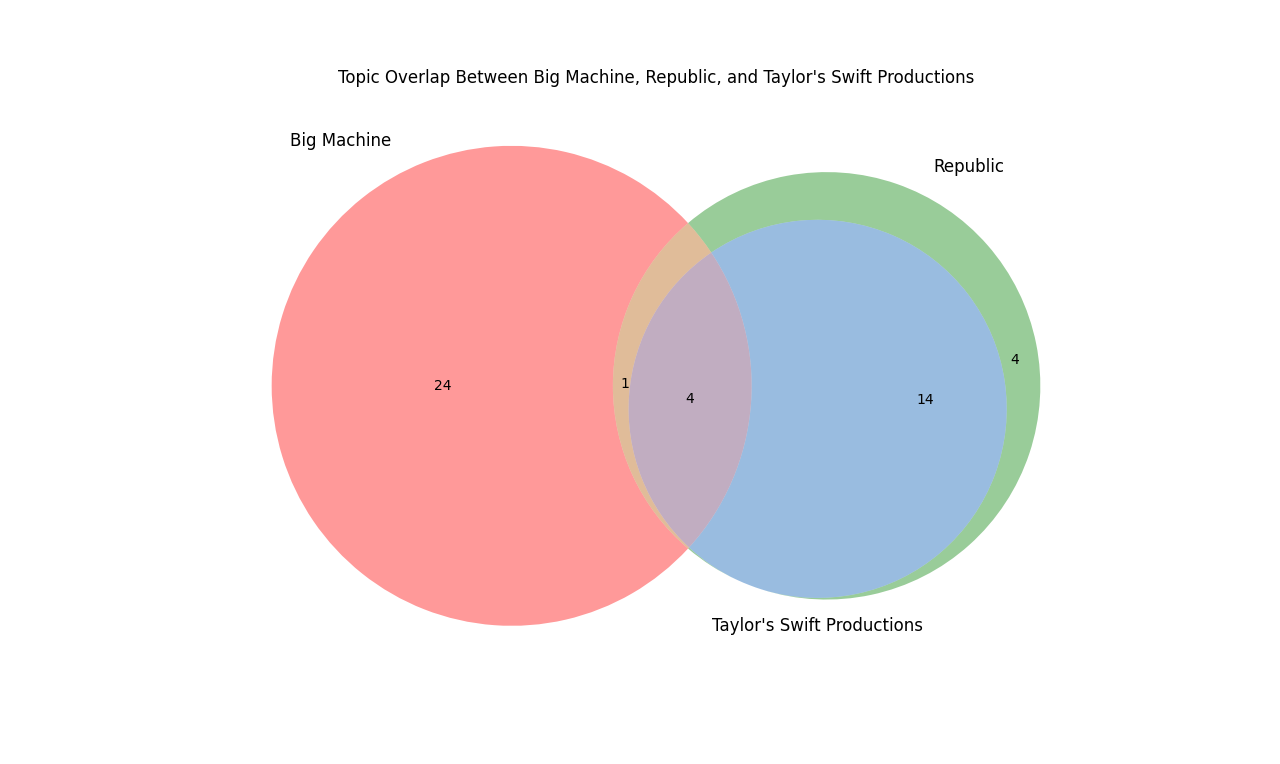 Topic Overlap Between Big Machine, Republic, and Taylor's Swift Productions
Big Machine
Republic
24
1
4
14
4
Taylor's Swift Productions